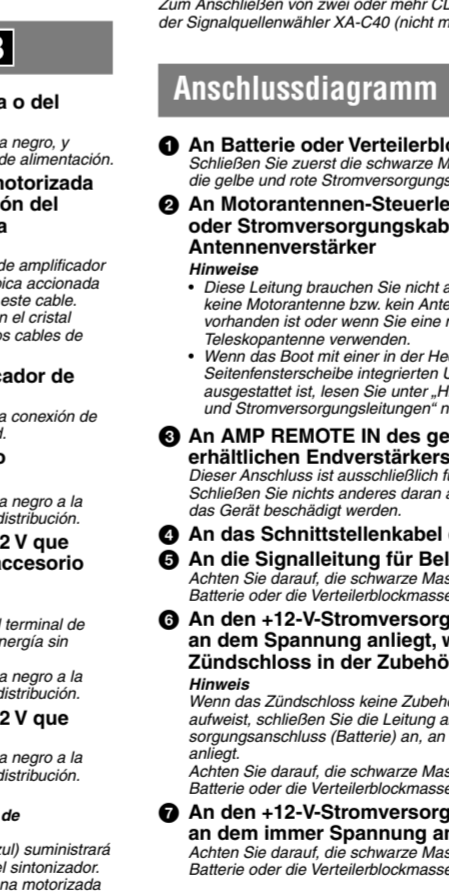 a o del
a negro, y
de alimentación.
motorizada
ón del
a
de amplificador
pica accionada
este cable.
n el cristal
os cables de
cador de
a conexión de
d.
o
a negro a la
distribución.
2 V que
accesorio
l terminal de
nergía sin
a negro a la
distribución.
2 V que
a negro a la
distribución.
de
zul) suministrará
el sintonizador.
na motorizada
Zum Anschließen von zwei oder mehr CD
der Signalquellenwähler XA-C40 (nicht m
Anschlussdiagramm
1 An Batterie oder Verteilerblo
Schließen Sie zuerst die schwarze M
die gelbe und rote Stromversorgungs
2 An Motorantennen-Steuerle
oder Stromversorgungskab
Antennenverstärker
Hinweise
• Diese Leitung brauchen Sie nicht a
keine Motorantenne bzw. kein Ante
vorhanden ist oder wenn Sie eine m
Teleskopantenne verwenden.
• Wenn das Boot mit einer in der Hec
Seitenfensterscheibe integrierten U
ausgestattet ist, lesen Sie unter „H
und Stromversorgungsleitungen“ n
3 An AMP REMOTE IN des ge
erhältlichen Endverstärkers
Dieser Anschluss ist ausschließlich f
Schließen Sie nichts anderes daran a
das Gerät beschädigt werden.
4 An das Schnittstellenkabel
5 An die Signalleitung für Bel
Achten Sie darauf, die schwarze Mas
Batterie oder die Verteilerblockmasse
6 An den +12-V-Stromversorg
an dem Spannung anliegt, w
Zündschloss in der Zubehö
Hinweis
Wenn das Zündschloss keine Zubehö
aufweist, schließen Sie die Leitung a
sorgungsanschluss (Batterie) an, an
anliegt.
Achten Sie darauf, die schwarze Mas
Batterie oder die Verteilerblockmasse
7 An den +12-V-Stromversorg
an dem immer Spannung an
Achten Sie darauf, die schwarze Mas
Batterie oder die Verteilerblockmasse